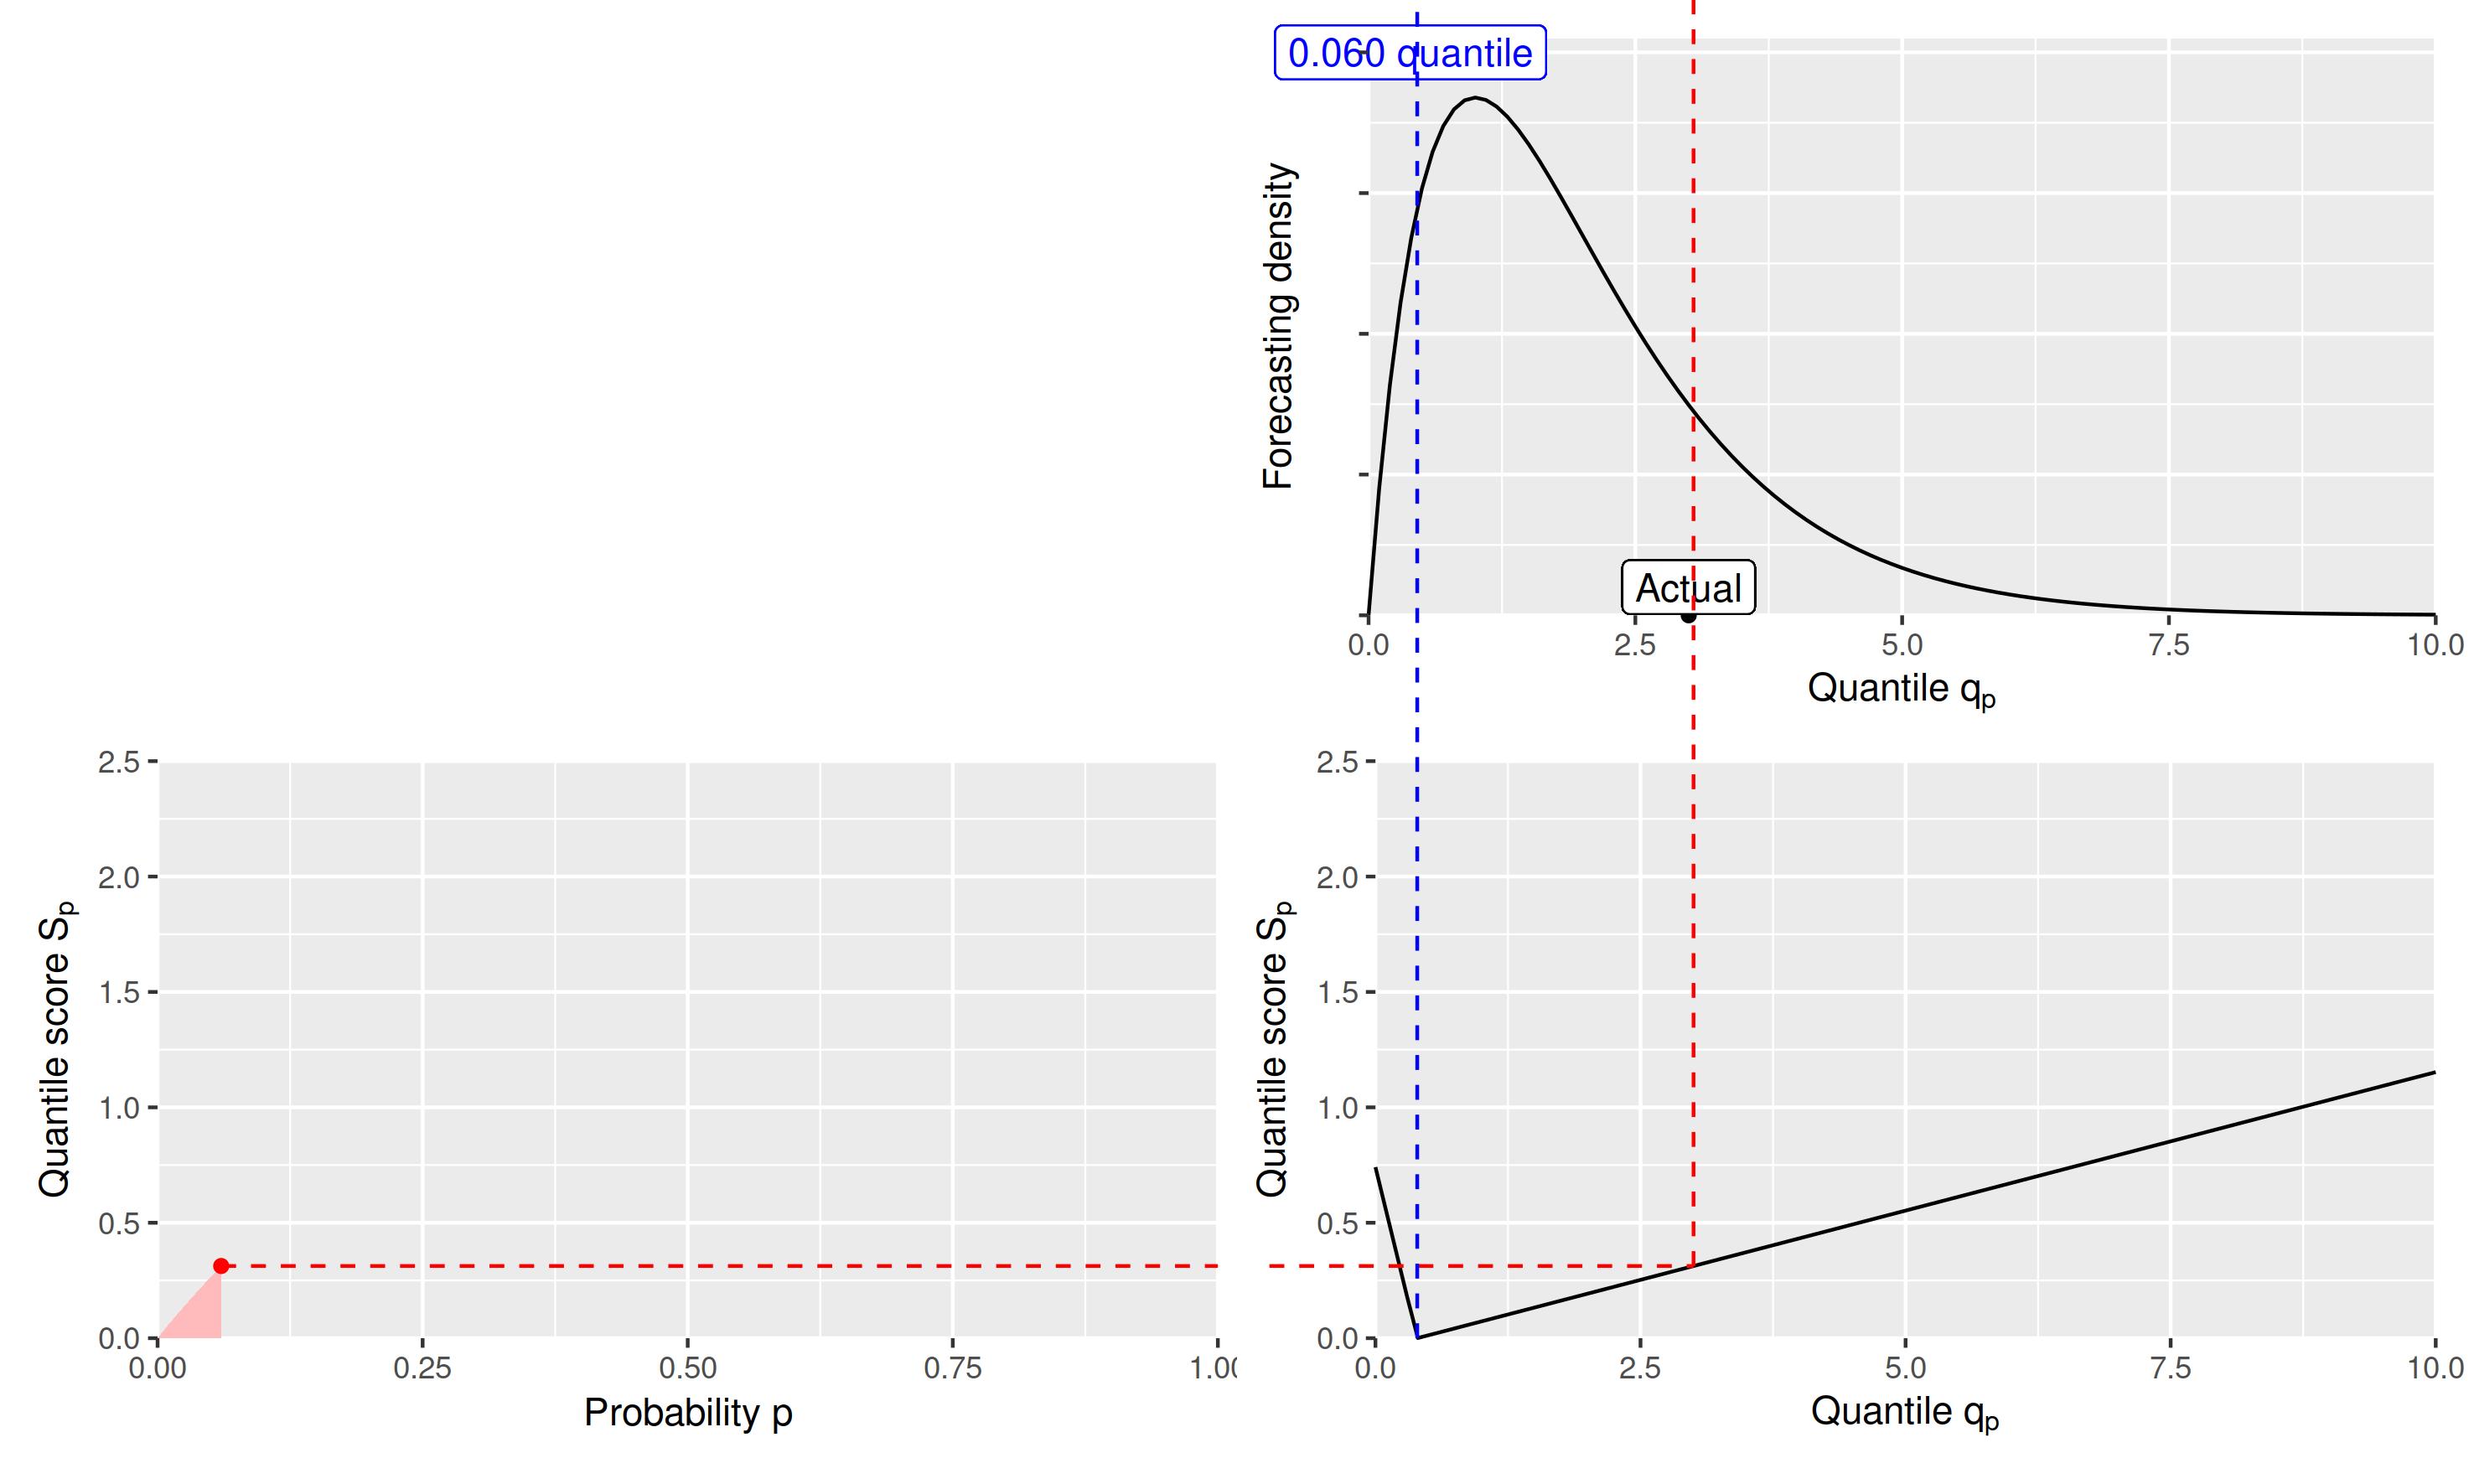 0.060 quantile
Forecasting density
Actual
0.0 2.5 5.0 7.5 10.0
Quantile qp
2.5
2.0
1.5
1.0
0.5
0.0
Quantile score Sp
0.00 0.25 0.50 0.75 1.0
Probability p
2.5
2.0
1.5
1.0
0.5
0.0
Quantile score Sp
0.0 2.5 5.0 7.5 10.0
Quantile qp